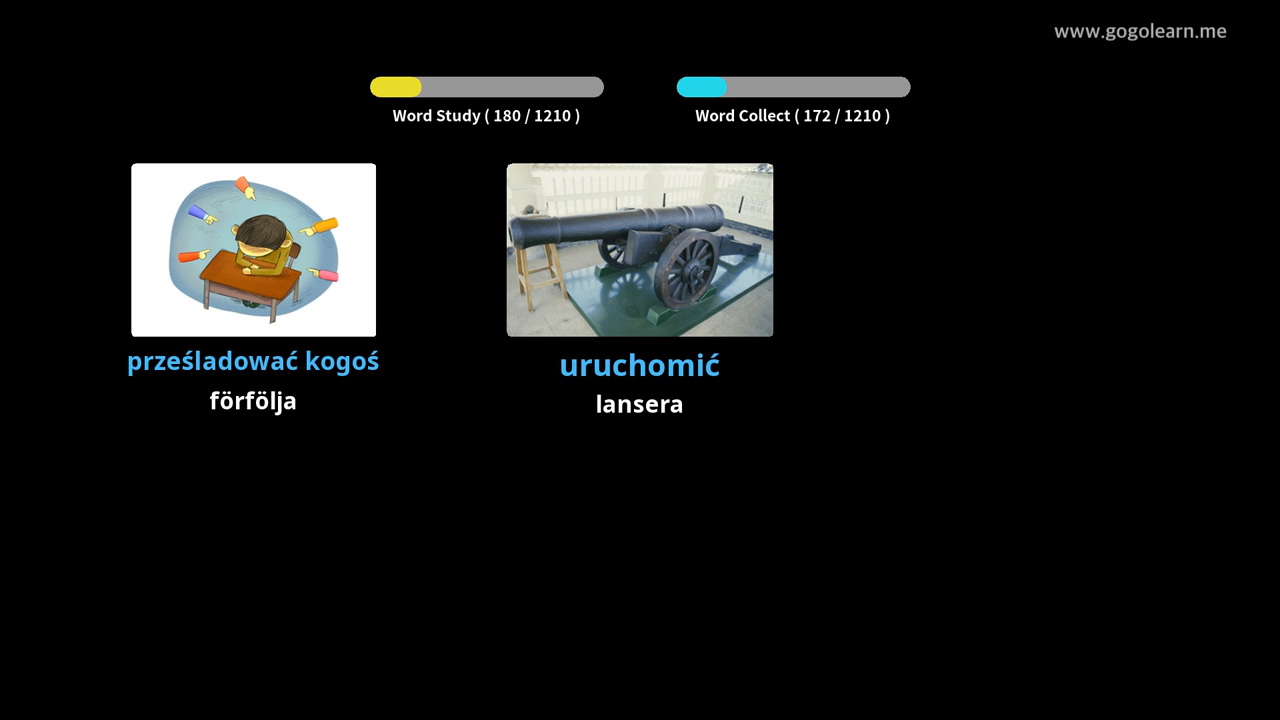 www.gogolearn.me
Word Study ( 180 / 1210 )
Word Collect ( 172 / 1210 )
prześladować kogoś
förfölja
uruchomić
lansera